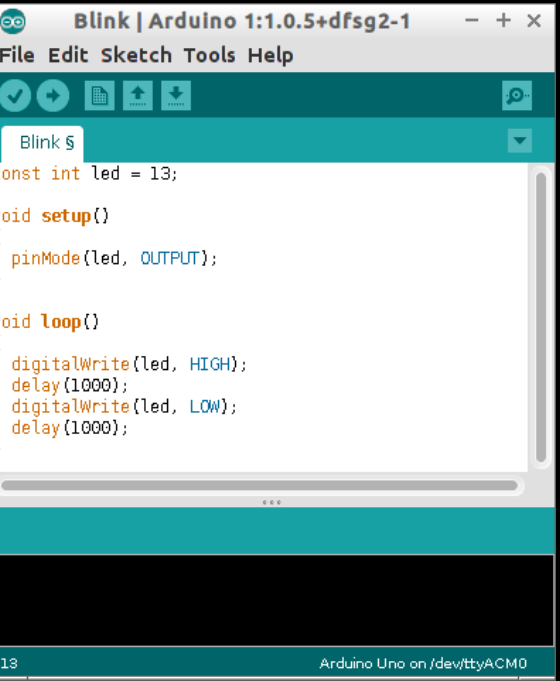 Blink | Arduino 1:1.0.5+dfsg2-1
File Edit Sketch Tools Help
Blink §
onst int led = 13;
oid setup()
pinMode(led, OUTPUT);
oid loop()
digitalWrite(led, HIGH);
delay(1000);
digitalWrite(led, LOW);
delay(1000);
13 Arduino Uno on /dev/ttyACM0